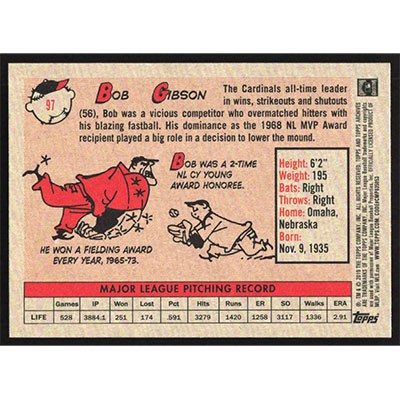 97
BOB GIBSON
The Cardinals all-time leader
in wins, strikeouts and shutouts
(56), Bob was a vicious competitor who overmatched hitters with
his blazing fastball. His dominance as the 1968 NL MVP Award
recipient played a big role in a decision to lower the mound.
BOB WAS A 2-TIME
NL CY YOUNG
AWARD HONOREE.
HE WON A FIELDING AWARD
EVERY YEAR, 1965-73.
Height: 6'2"
Weight: 195
Bats: Right
Throws: Right
Home: Omaha,
Nebraska
Born:
Nov. 9, 1935
MAJOR LEAGUE PITCHING RECORD
Games IP Won Lost Pct. Hits Runs ER SO Walks ERA
LIFE 528 3884.1 251 174 .591 3279 1420 1258 3117 1336 2.91
TOPPS